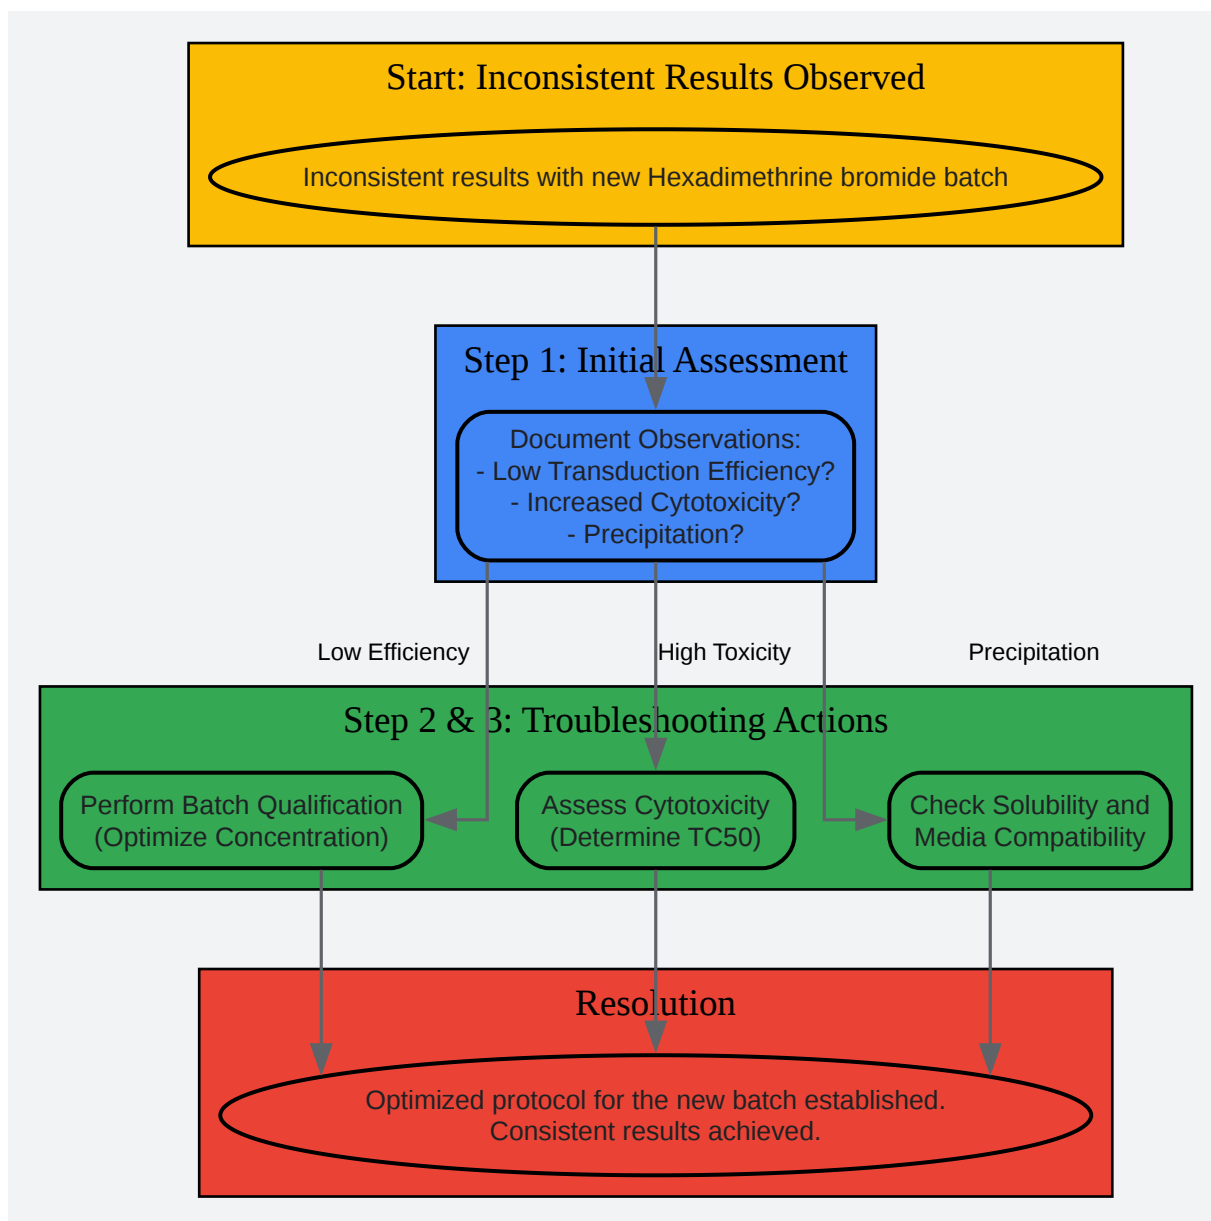 Start: Inconsistent Results Observed
Inconsistent results with new Hexadimethrine bromide batch
Step 1: Initial Assessment
Document Observations:
- Low Transduction Efficiency?
- Increased Cytotoxicity?
- Precipitation?
Low Efficiency
High Toxicity
Precipitation
Step 2 & 3: Troubleshooting Actions
Perform Batch Qualification
(Optimize Concentration)
Assess Cytotoxicity
(Determine TC50)
Check Solubility and
Media Compatibility
Resolution
Optimized protocol for the new batch established.
Consistent results achieved.